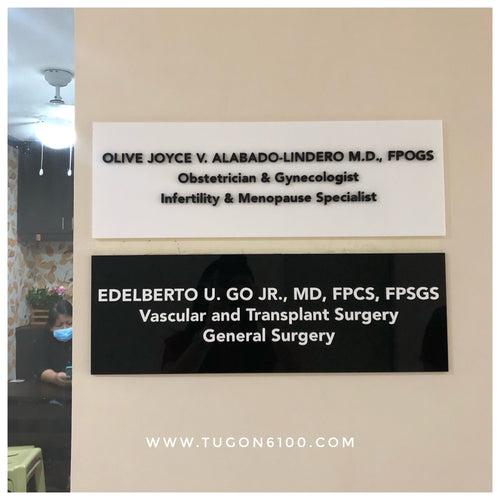 OLIVE JOYCE V. ALABADO-LINDERO M.D., FPOGS
Obstetrician & Gynecologist
Infertility & Menopause Specialist
EDELBERTO U. GO JR., MD, FPCS, FPSGS
Vascular and Transplant Surgery
General Surgery
WWW.TUGON6100.COM